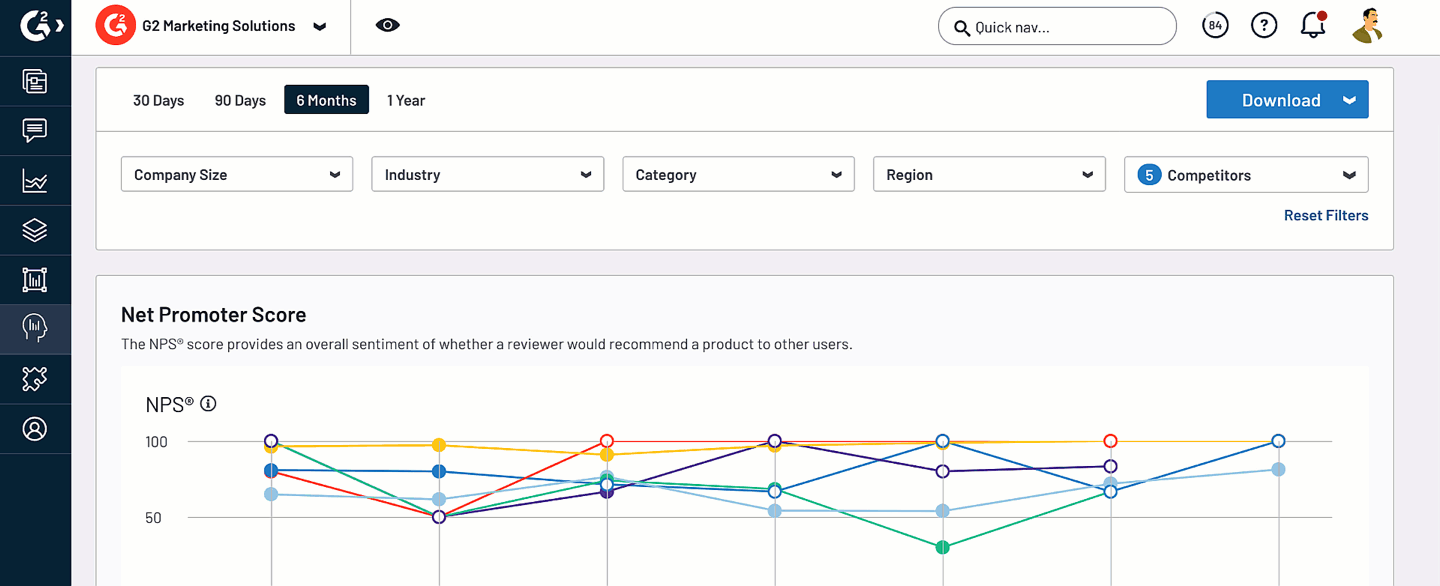 G2 Marketing Solutions
Quick nav...
84
?
30 Days
90 Days
6 Months
1 Year
Download
Company Size
Industry
Category
Region
5 Competitors
Reset Filters
Net Promoter Score
The NPS® score provides an overall sentiment of whether a reviewer would recommend a product to other users.
NPS®
100
50